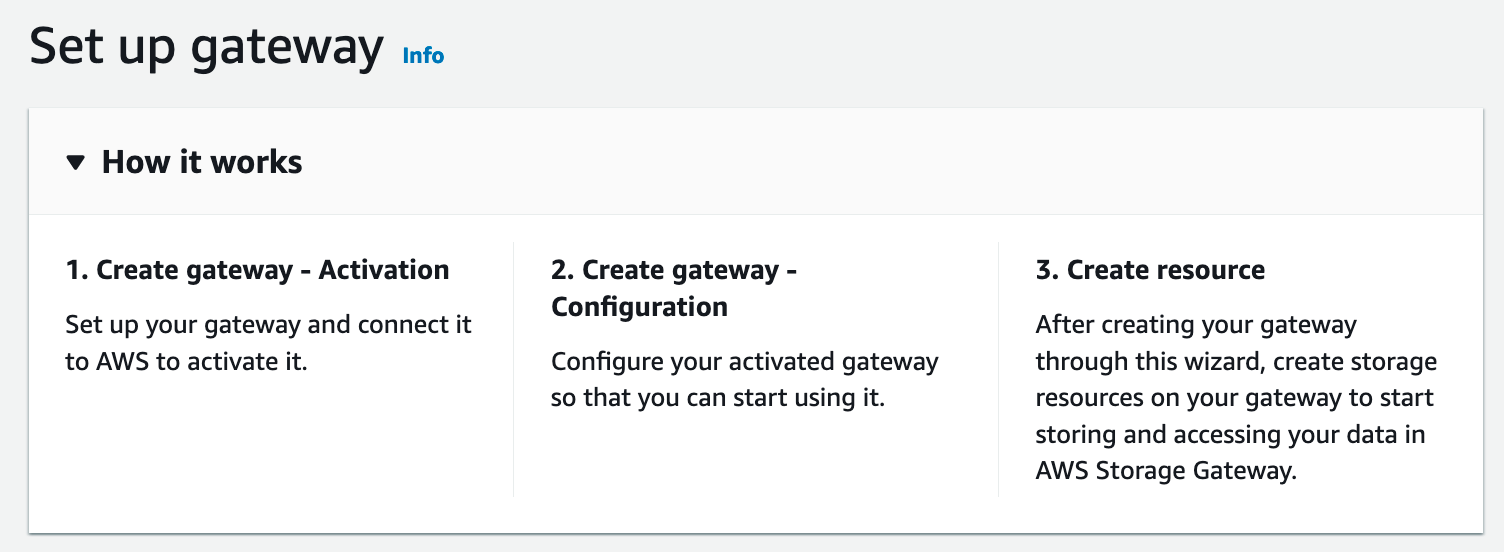 Set up gateway Info
How it works
1. Create gateway - Activation
Set up your gateway and connect it
to AWS to activate it.
2. Create gateway -
Configuration
Configure your activated gateway
so that you can start using it.
3. Create resource
After creating your gateway
through this wizard, create storage
resources on your gateway to start
storing and accessing your data in
AWS Storage Gateway.